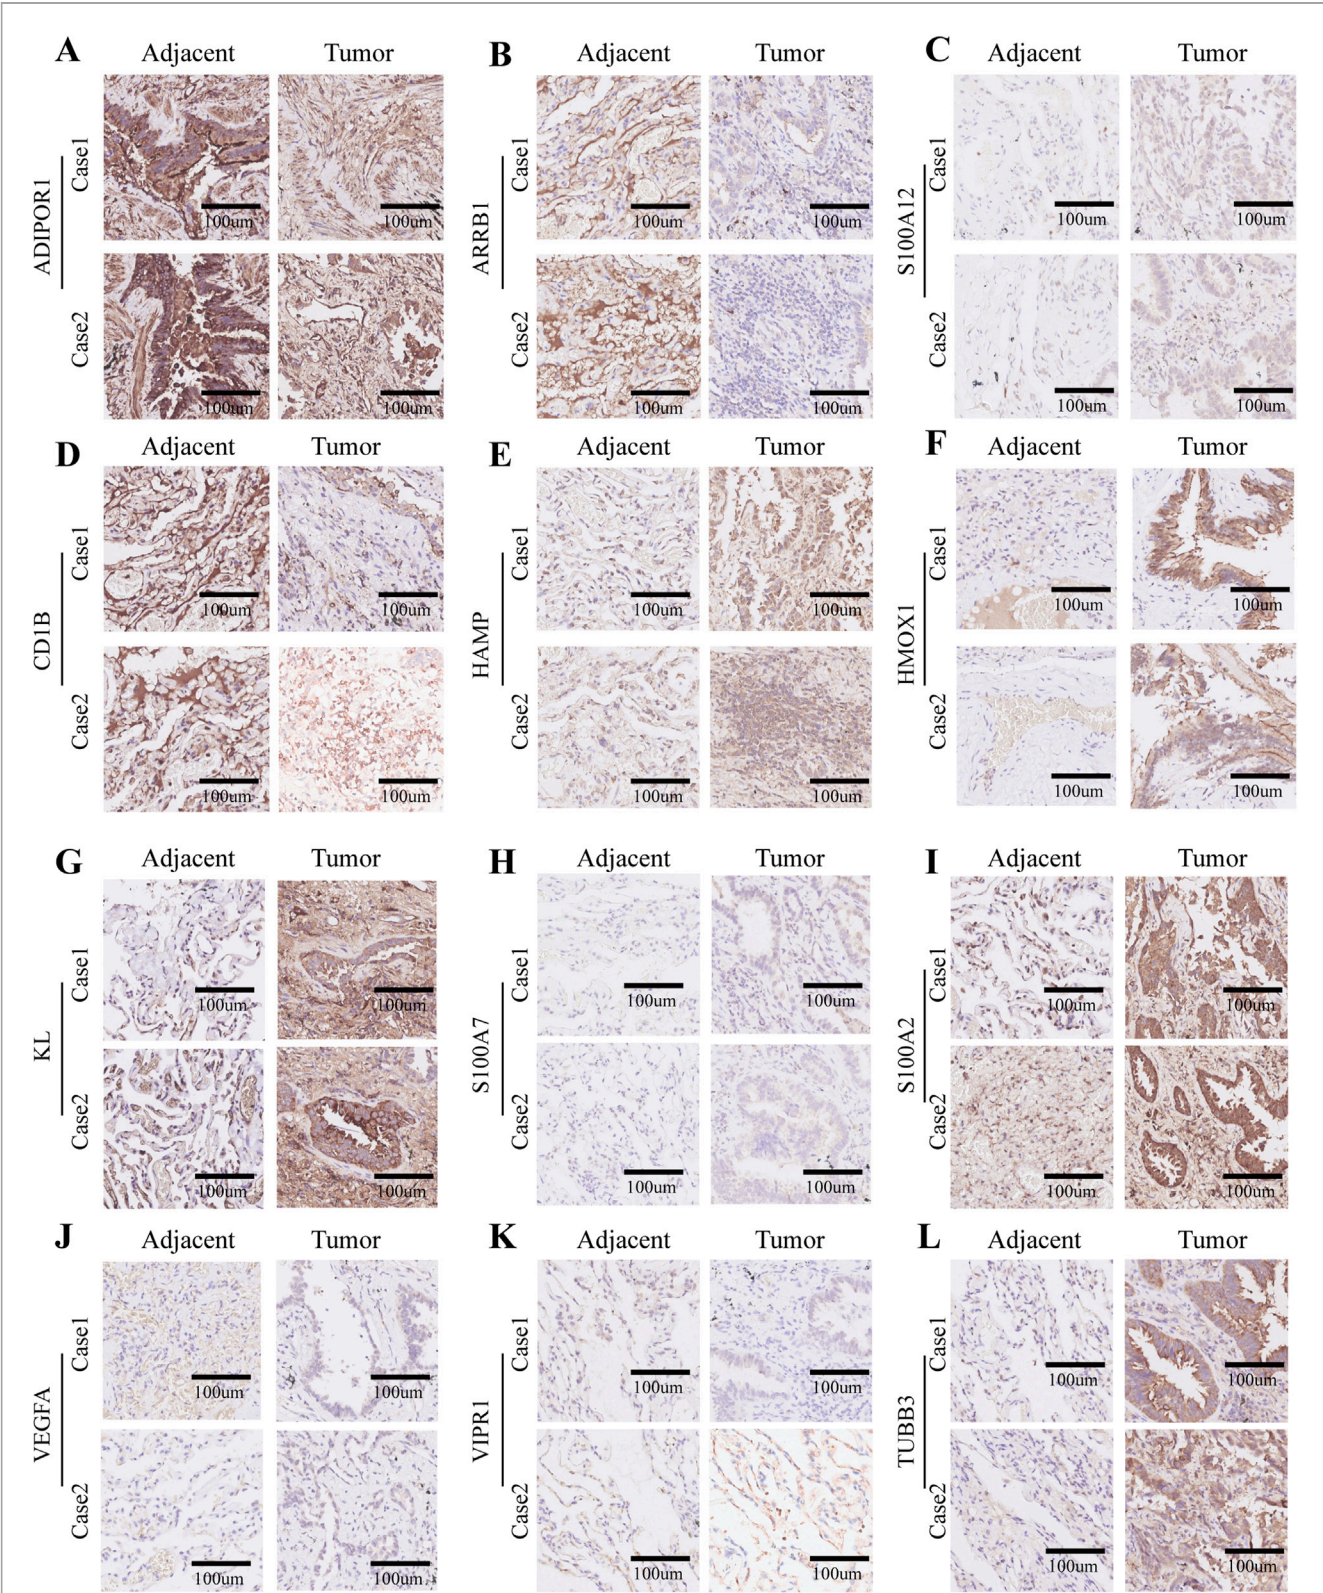 A Adjacent Tumor B Adjacent Tumor C Adjacent Tumor
ADIPOR1 Case1 100um 100um ARRB1 Case1 100um 100um S100A12 Case1 100um 100um
Case2 100um 100um Case2 100um 100um Case2 100um 100um
D Adjacent Tumor E Adjacent Tumor F Adjacent Tumor
CD1B Case1 100um 100um HAMP Case1 100um 100um HMOX1 Case1 100um 100um
Case2 100um 100um Case2 100um 100um Case2 100um 100um
G Adjacent Tumor H Adjacent Tumor I Adjacent Tumor
KL Case1 100um 100um S100A7 Case1 100um 100um S100A2 Case1 100um 100um
Case2 100um 100um Case2 100um 100um Case2 100um 100um
J Adjacent Tumor K Adjacent Tumor L Adjacent Tumor
VEGFA Case1 100um 100um VIPR1 Case1 100um 100um TUBB3 Case1 100um 100um
Case2 100um 100um Case2 100um 100um Case2 100um 100um